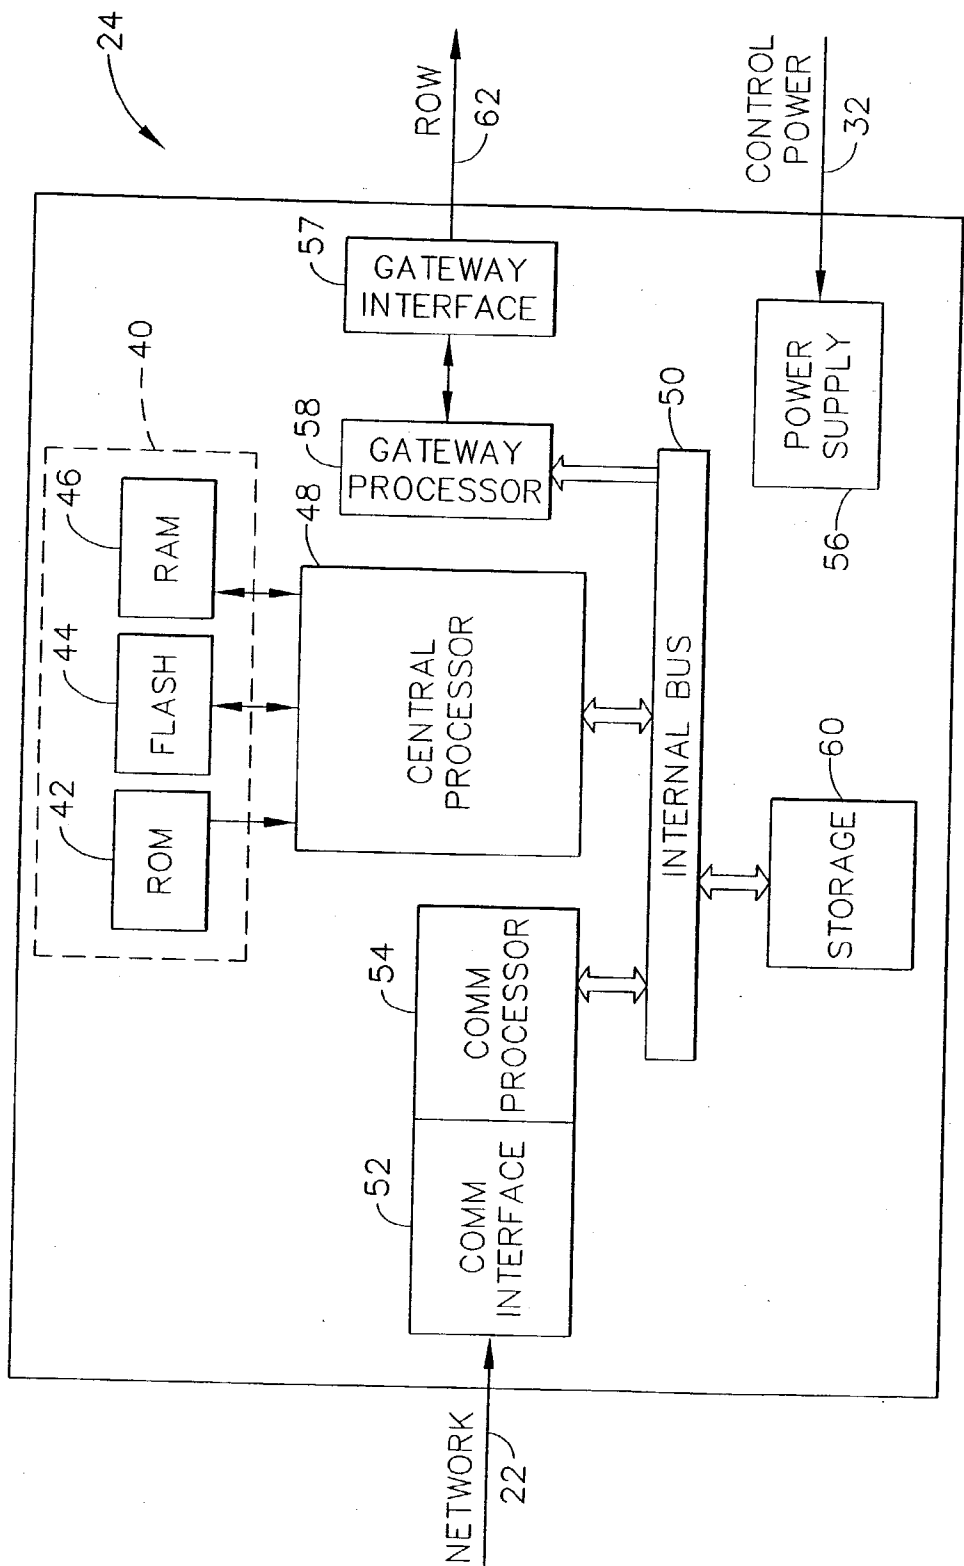 24
40
42
44
46
ROM
FLASH
RAM
48
58
57
CENTRAL
PROCESSOR
GATEWAY
PROCESSOR
GATEWAY
INTERFACE
ROW
62
52
54
COMM
INTERFACE
COMM
PROCESSOR
NETWORK
22
50
INTERNAL BUS
60
STORAGE
56
POWER
SUPPLY
CONTROL
POWER
32